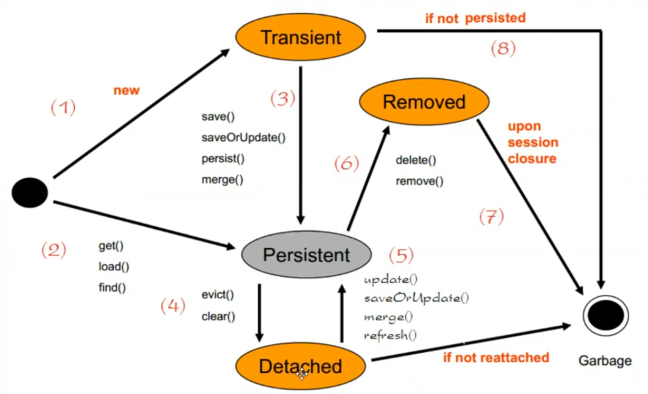 if not persisted
Transient
(8)
new
(1)
(3)
Removed
save()
saveOrUpdate()
persist()
merge()
upon
session
closure
(6)
delete()
remove()
(7)
(2)
get()
load()
find()
Persistent
(5)
(4)
evict()
clear()
update()
saveOrUpdate()
merge()
refresh()
if not reattached
Garbage
Detached